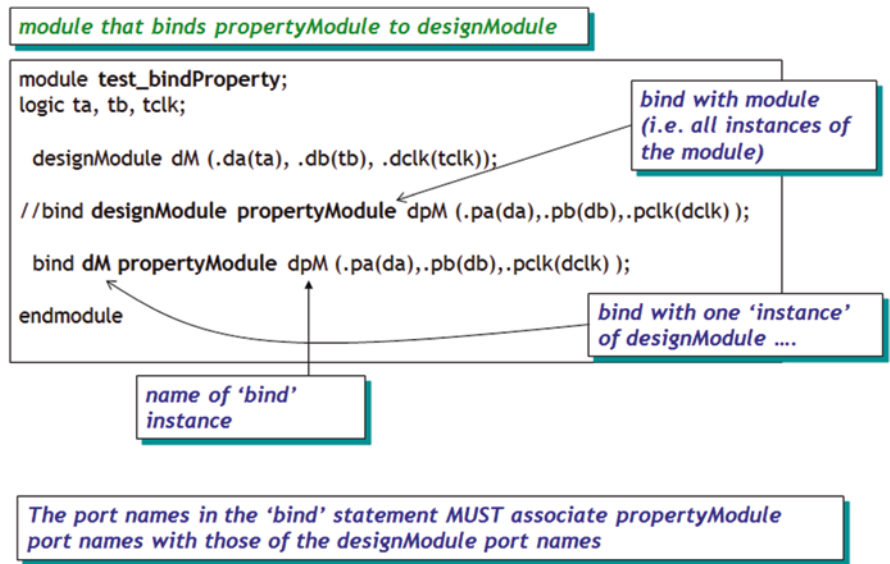 module that binds propertyModule to designModule
module test_bindProperty;
logic ta, tb, tclk;
bind with module
(i.e. all instances of
the module)
designModule dM (.da(ta), .db(tb), .dclk(tclk));
//bind designModule propertyModule dpM (.pa(da),.pb(db),.pclk(dclk) );
bind dM propertyModule dpM (.pa(da),.pb(db),.pclk(dclk) );
endmodule
bind with one ‘instance’
of designModule ....
name of ‘bind’
instance
The port names in the ‘bind’ statement MUST associate propertyModule
port names with those of the designModule port names